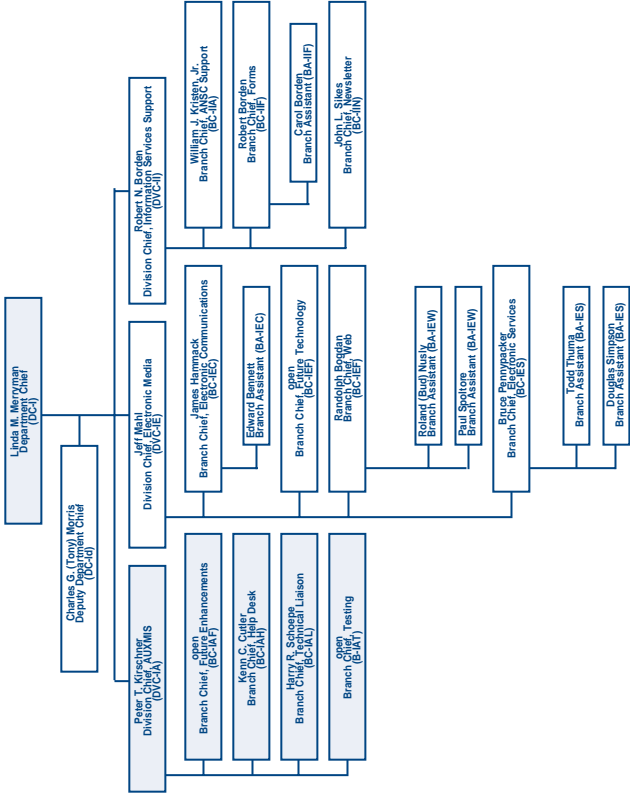 Linda M. Merryman
Department Chief
(DC-I)
Charles G. (Tony) Morris
Deputy Department Chief
(DC-Id)
Peter T. Kirschner
Division Chief, AUXMIS
(DVC-IA)
open
Branch Chief, Future Enhancements
(BC-IAF)
Kenn C. Cutler
Branch Chief, Help Desk
(BC-IAH)
Harry R. Schoepe
Branch Chief, Technical Liaison
(BC-IAL)
open
Branch Chief, Testing
(B-IAT)
Jeff Mahl
Division Chief, Electronic Media
(DVC-IE)
James Hammack
Branch Chief, Electronic Communications
(BC-IEC)
Edward Bennett
Branch Assistant (BA-IEC)
open
Branch Chief, Future Technology
(BC-IEF)
Randolph Bogdan
Branch Chief, Web
(BC-IEF)
Roland (Bud) Nusly
Branch Assistant (BA-IEW)
Paul Spoltore
Branch Assistant (BA-IEW)
Bruce Pennypacker
Branch Chief, Electronic Services
(BC-IES)
Todd Thuma
Branch Assistant (BA-IES)
Douglas Simpson
Branch Assistant (BA-IES)
Robert N. Borden
Division Chief, Information Services Support
(DVC-II)
William J. Kristen, Jr.
Branch Chief, ANSC Support
(BC-IIA)
Robert Borden
Branch Chief, Forms
(BC-IIF)
Carol Borden
Branch Assistant (BA-IIF)
John L. Sikes
Branch Chief, Newsletter
(BC-IIN)